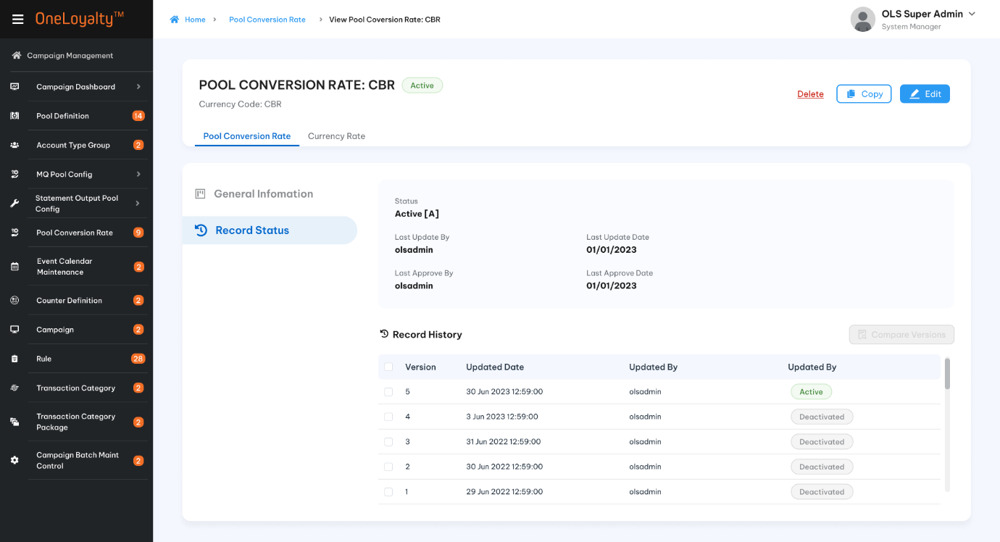 OneLoyalty™
Home
Pool Conversion Rate
View Pool Coversion Rate: CBR
OLS Super Admin
System Manager
Campaign Management
Campaign Dashboard
Pool Definition 14
Account Type Group 2
MQ Pool Config
Statement Output Pool
Config
Pool Conversion Rate 9
Event Calendar
Maintenance 2
Counter Definition 2
Campaign 2
Rule 28
Transaction Category 2
Transaction Category
Package 2
Campaign Batch Maint
Control 2
POOL CONVERSION RATE: CBR Active
Currency Code: CBR
Delete Copy Edit
Pool Conversion Rate Currency Rate
General Infomation
Record Status
Status
Active [A]
Last Update By Last Update Date
olsadmin 01/01/2023
Last Approve By Last Approve Date
olsadmin 01/01/2023
Record History Compare Versions
Version Updated Date Updated By Updated By
5 30 Jun 2023 12:59:00 olsadmin Active
4 3 Jun 2023 12:59:00 olsadmin Deactivated
3 31 Jun 2022 12:59:00 olsadmin Deactivated
2 30 Jun 2022 12:59:00 olsadmin Deactivated
1 29 Jun 2022 12:59:00 olsadmin Deactivated